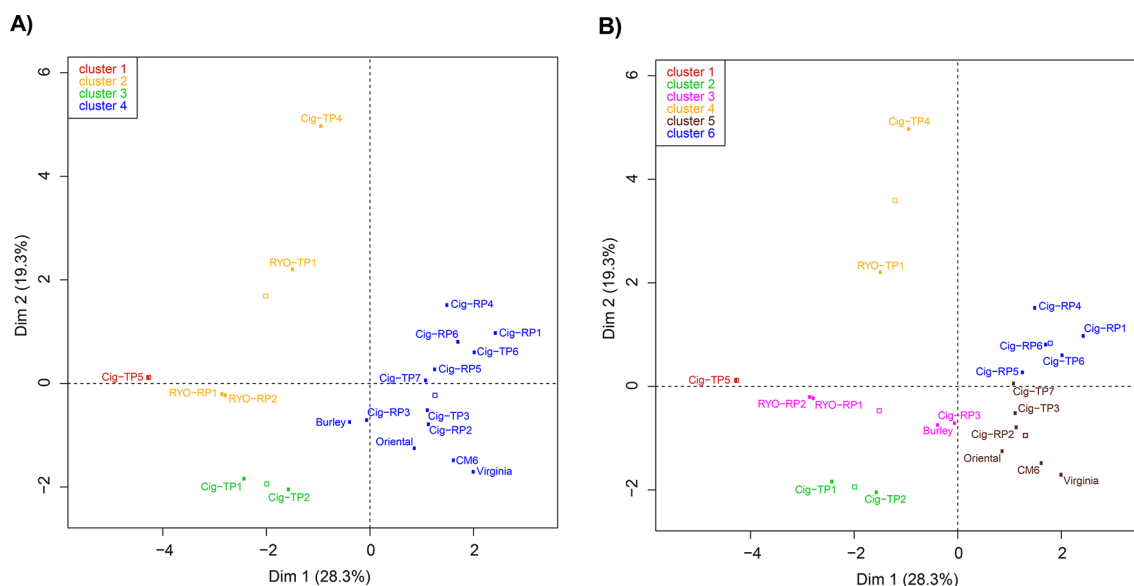 A)
cluster 1
cluster 2
cluster 3
cluster 4
6
4
2
0
−2
Dim 2 (19.3%)
Cig−TP4
RYO−TP1
Cig−RP4
Cig−RP6
Cig−RP1
Cig−TP6
Cig−RP5
Cig−TP7
Cig−TP5
RYO−RP1
RYO−RP2
Cig−RP3
Cig−TP3
Burley
Cig−RP2
Oriental
CM6
Virginia
Cig−TP1
Cig−TP2
−4
−2
0
2
Dim 1 (28.3%)
B)
cluster 1
cluster 2
cluster 3
cluster 4
cluster 5
cluster 6
6
4
2
0
−2
Dim 2 (19.3%)
Cig−TP4
RYO−TP1
Cig−RP4
Cig−RP1
Cig−RP6
Cig−TP6
Cig−RP5
Cig−TP5
Cig−TP7
RYO−RP2
RYO−RP1
Cig−RP3
Cig−TP3
Burley
Cig−RP2
Oriental
CM6
Virginia
Cig−TP1
Cig−TP2
−4
−2
0
2
Dim 1 (28.3%)